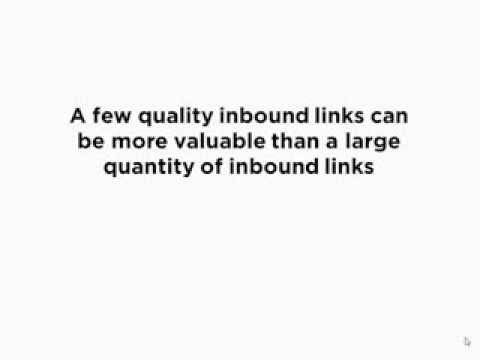 A few quality inbound links can
be more valuable than a large
quantity of inbound links